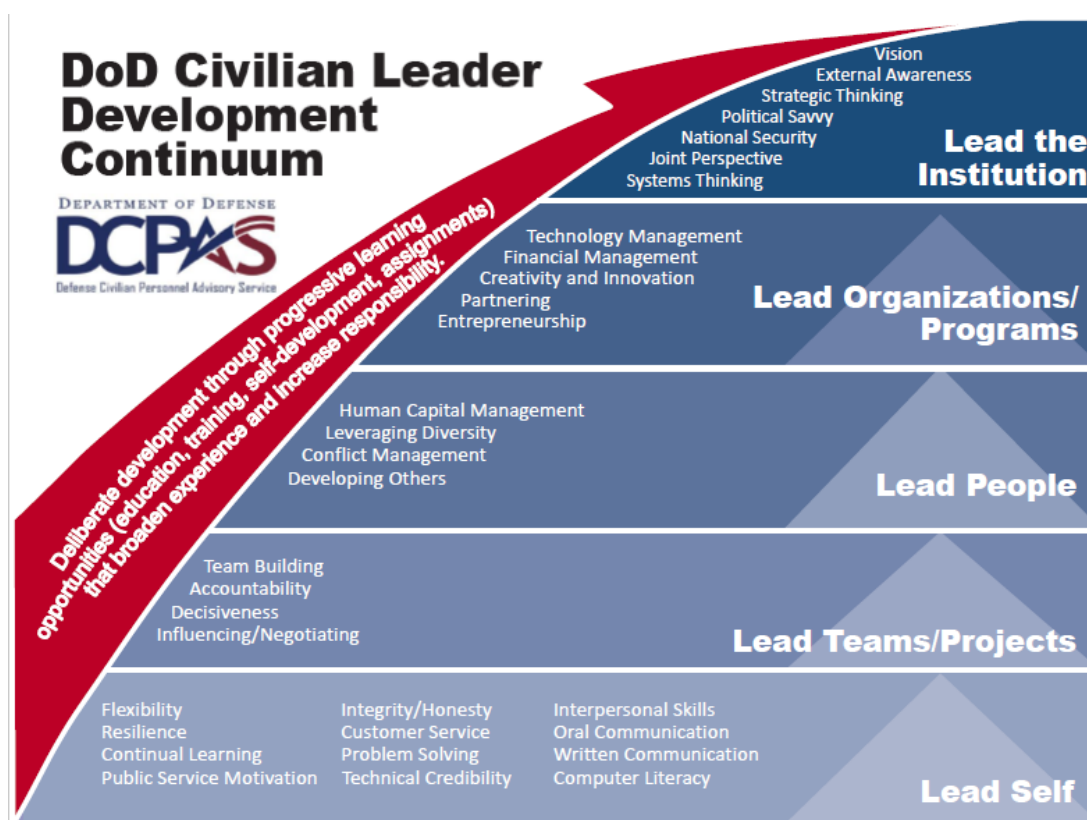 DoD Civilian Leader
Development
Continuum
DEPARTMENT OF DEFENSE
DCPAS
Defense Civilian Personnel Advisory Service
Deliberate development through progressive learning
opportunities (education, training, self-development, assignments)
that broaden experience and increase responsibility.
Vision
External Awareness
Strategic Thinking
Political Savvy
National Security
Joint Perspective
Systems Thinking
Lead the
Institution
Technology Management
Financial Management
Creativity and Innovation
Partnering
Entrepreneurship
Lead Organizations/
Programs
Human Capital Management
Leveraging Diversity
Conflict Management
Developing Others
Lead People
Team Building
Accountability
Decisiveness
Influencing/Negotiating
Lead Teams/Projects
Flexibility
Resilience
Continual Learning
Public Service Motivation
Integrity/Honesty
Customer Service
Problem Solving
Technical Credibility
Interpersonal Skills
Oral Communication
Written Communication
Computer Literacy
Lead Self